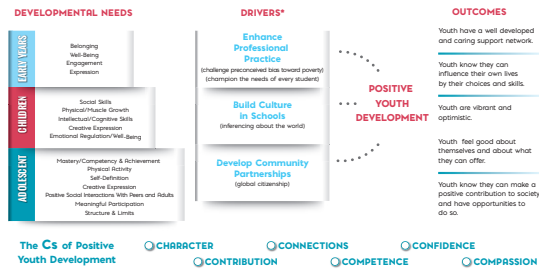 DEVELOPMENTAL NEEDS
EARLY YEARS
Belonging
Well-Being
Engagement
Expression
CHILDREN
Social Skills
Physical/Muscle Growth
Intellectual/Cognitive Skills
Creative Expression
Emotional Regulation/Well-Being
ADOLESCENT
Mastery/Competency & Achievement
Physical Activity
Self-Definition
Creative Expression
Positive Social Interactions With Peers and Adults
Meaningful Participation
Structure & Limits
DRIVERS*
Enhance
Professional
Practice
(challenge preconceived bias toward poverty)
(champion the needs of every student)
Build Culture
in Schools
(inferencing about the world)
Develop Community
Partnerships
(global citizenship)
POSITIVE
YOUTH
DEVELOPMENT
OUTCOMES
Youth have a well developed
and caring support network.
Youth know they can
influence their own lives
by their choices and skills.
Youth are vibrant and
optimistic.
Youth feel good about
themselves and about what
they can offer.
Youth know they can make a
positive contribution to society
and have opportunities to
do so.
The Cs of Positive
Youth Development
CHARACTER
CONNECTIONS
CONFIDENCE
CONTRIBUTION
COMPETENCE
COMPASSION